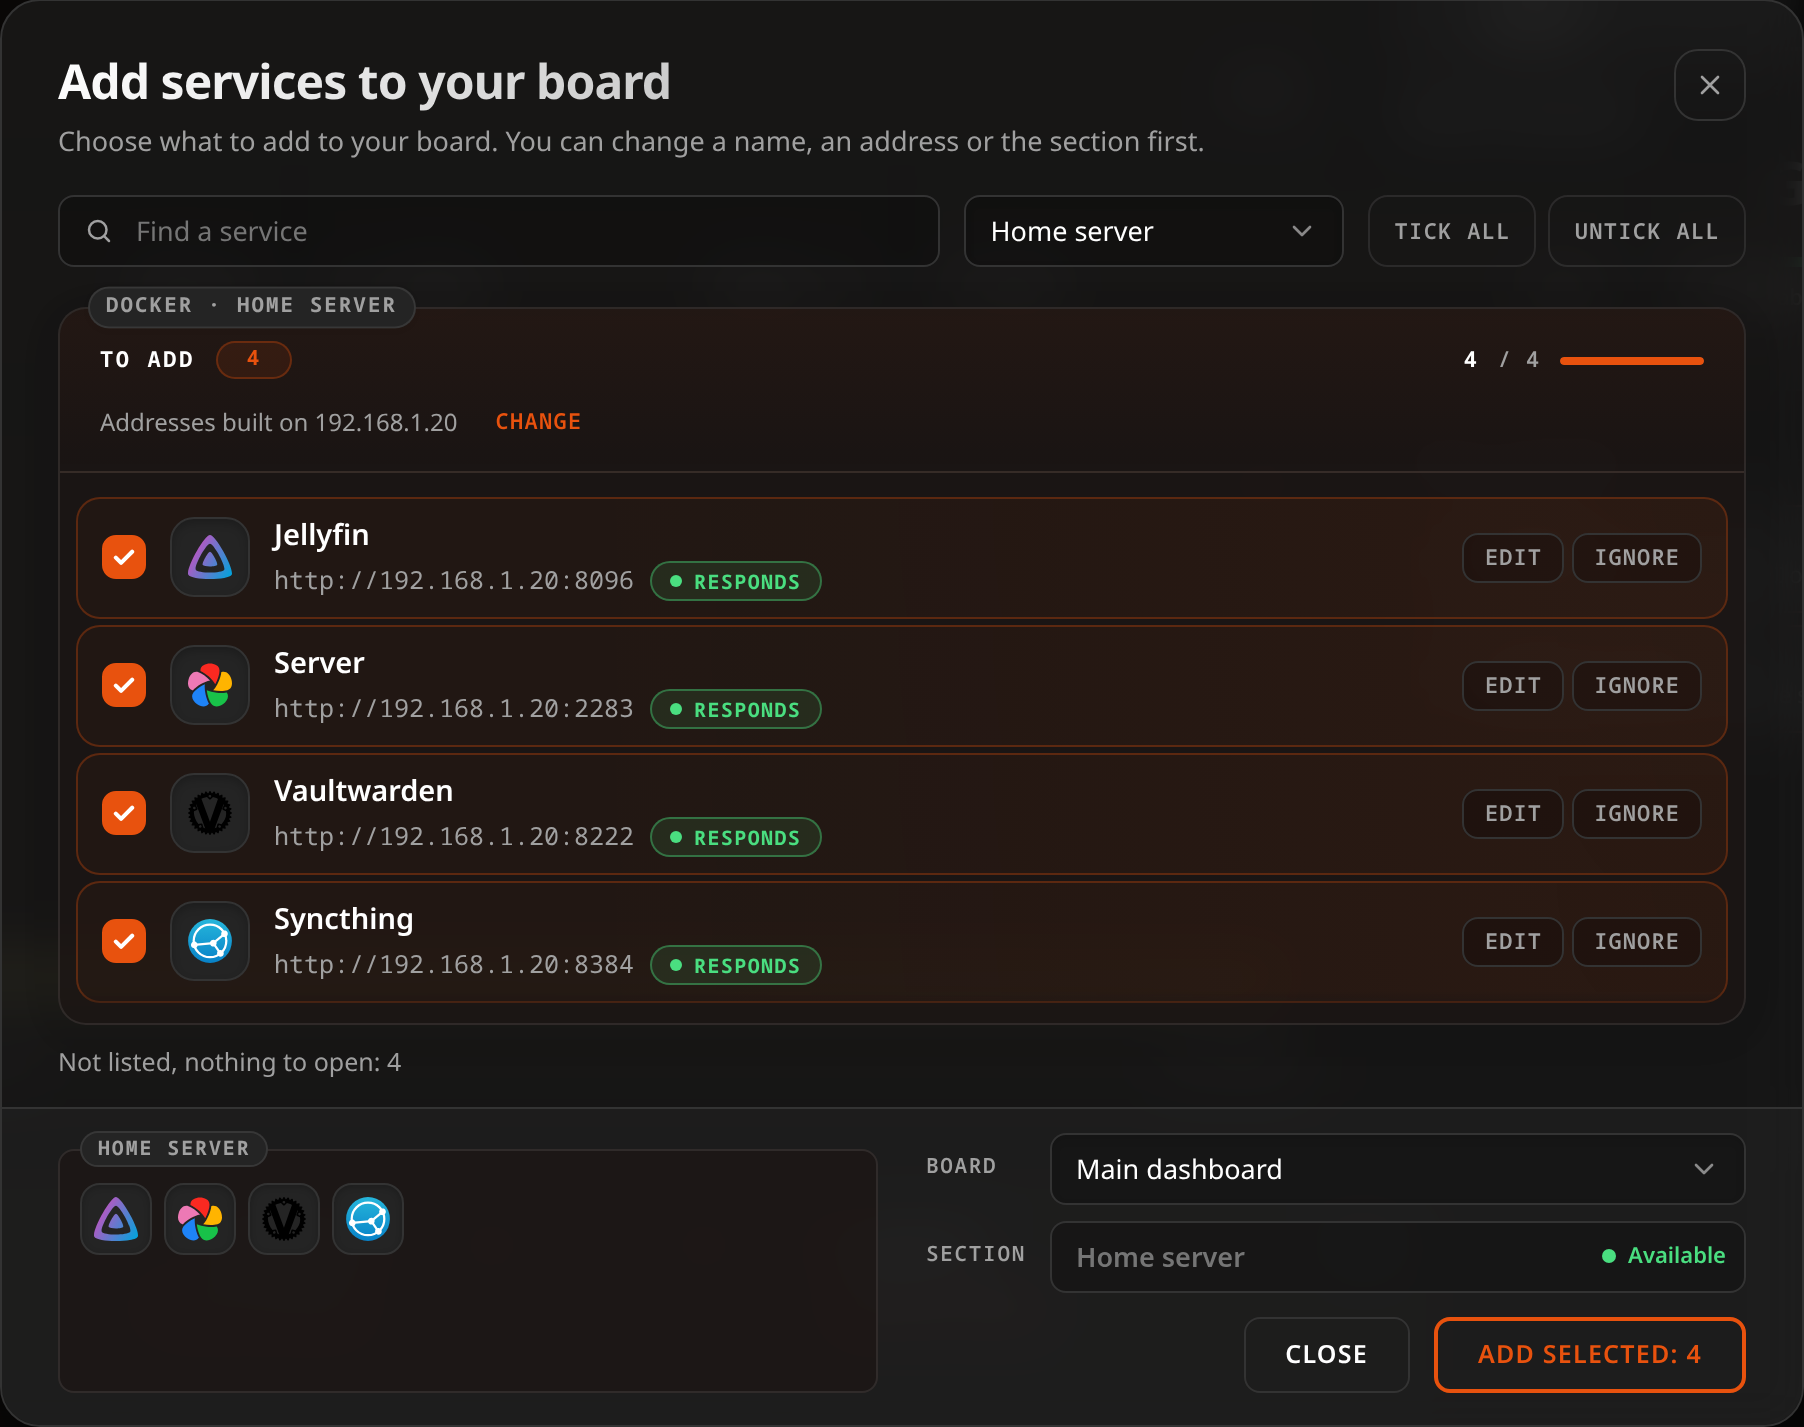 Add services to your board
Choose what to add to your board. You can change a name, an address or the section first.
Find a service
Home server
TICK ALL
UNTICK ALL
DOCKER · HOME SERVER
TO ADD 4
4 / 4
Addresses built on 192.168.1.20 CHANGE
Jellyfin
http://192.168.1.20:8096 RESPONDS
EDIT IGNORE
Server
http://192.168.1.20:2283 RESPONDS
EDIT IGNORE
Vaultwarden
http://192.168.1.20:8222 RESPONDS
EDIT IGNORE
Syncthing
http://192.168.1.20:8384 RESPONDS
EDIT IGNORE
Not listed, nothing to open: 4
HOME SERVER
BOARD Main dashboard
SECTION Home server Available
CLOSE ADD SELECTED: 4